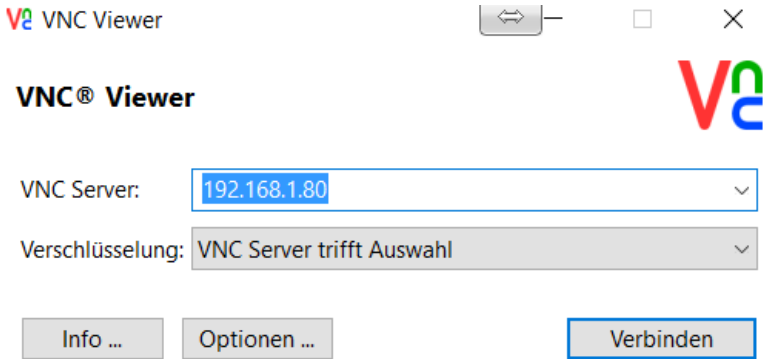 VNC Viewer
VNC® Viewer
VNC Server: 192.168.1.80
Verschlüsselung: VNC Server trifft Auswahl
Info ... Optionen ... Verbinden